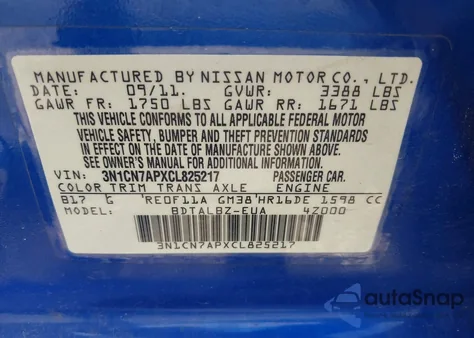 MANUFACTURED BY NISSAN MOTOR CO., LTD.
DATE: 09/11. GVWR: 3388 LBS
GAWR FR: 1750 LBS GAWR RR: 1671 LBS
THIS VEHICLE CONFORMS TO ALL APPLICABLE FEDERAL MOTOR
VEHICLE SAFETY, BUMPER AND THEFT PREVENTION STANDARDS
IN EFFECT ON THE DATE OF MANUFACTURE SHOWN ABOVE.
SEE OWNER'S MANUAL FOR ADDITIONAL INFORMATION.
VIN: 3N1CN7APXCL825217 PASSENGER CAR.
COLOR TRIM TRANS AXLE ENGINE
B17 G RE0F11A GM38 HR16DE 1598 CC
MODEL: BDTALBZ-EUA 4Z000
3N1CN7APXCL825217
autoSnap